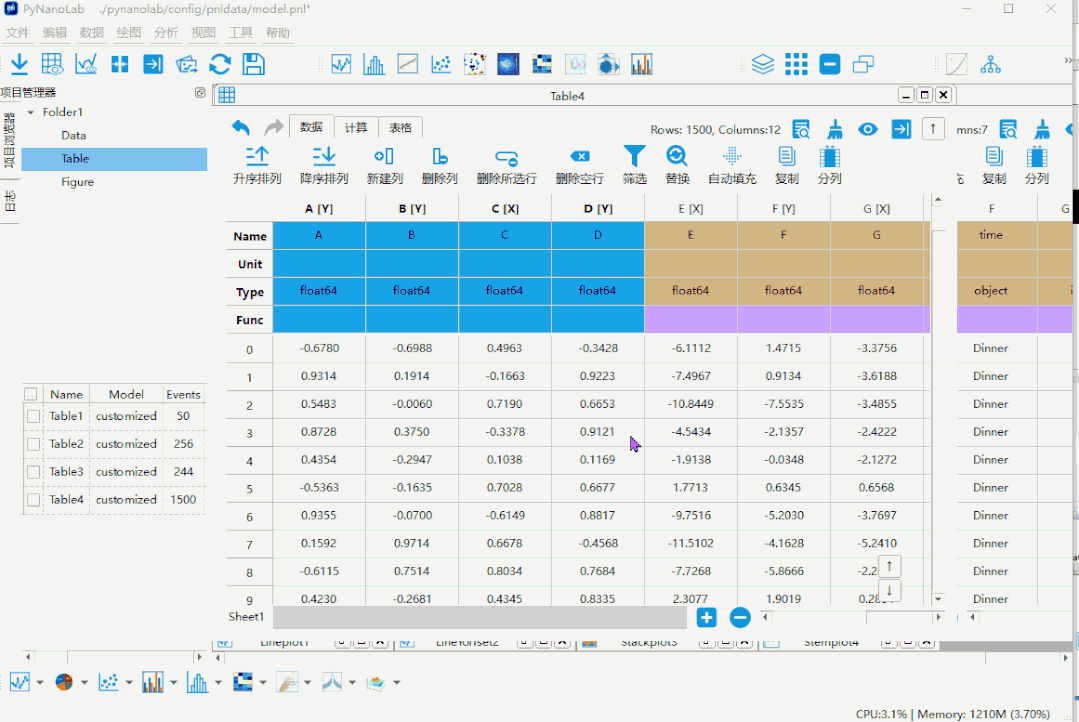 PyNanoLab ./pynanolab/config/pnldata/model.pnl*
文件 编辑 数据 绘图 分析 视图 工具 帮助
项目管理器
Table4
项目浏览器
日志
Folder1
Data
Table
Figure
数据 计算 表格
Rows: 1500, Columns:12
mns:7
升序排列 降序排列 新建列 删除列 删除所选行 删除空行 筛选 替换 自动填充 复制 分列 充 复制 分列
A [Y] B [Y] C [X] D [Y] E [X] F [Y] G [X] F G
Name A B C D E F G time
Unit
Type float64 float64 float64 float64 float64 float64 float64 object
Func
0 -0.6780 -0.6988 0.4963 -0.3428 -6.1112 1.4715 -3.3756 Dinner
1 0.9314 0.1914 -0.1663 0.9223 -7.4967 0.9134 -3.6188 Dinner
2 0.5483 -0.0060 0.7190 0.6653 -10.8449 -7.5535 -3.4855 Dinner
3 0.8728 0.3750 -0.3378 0.9121 -4.5434 -2.1357 -2.4222 Dinner
4 0.4354 -0.2947 0.1038 0.1169 -1.9138 -0.0348 -2.1272 Dinner
5 -0.5363 -0.1635 0.7028 0.6677 1.7713 0.6345 0.6568 Dinner
6 0.9355 -0.0700 -0.6149 0.8817 -9.7516 -5.2030 -3.7697 Dinner
7 0.1592 0.9714 0.6678 -0.4568 -11.5102 -4.1628 -5.2410 Dinner
8 -0.6115 0.7514 0.8034 0.7684 -7.7268 -5.8666 -2.2 Dinner
9 0.4230 -0.2681 0.4345 0.8335 2.3077 1.9019 Dinner
Name Model Events
Table1 customized 50
Table2 customized 256
Table3 customized 244
Table4 customized 1500
Sheet1
Lineplot1 LineYoffset2 Stackplot3 Stemplot4
CPU:3.1% | Memory: 1210M (3.70%)